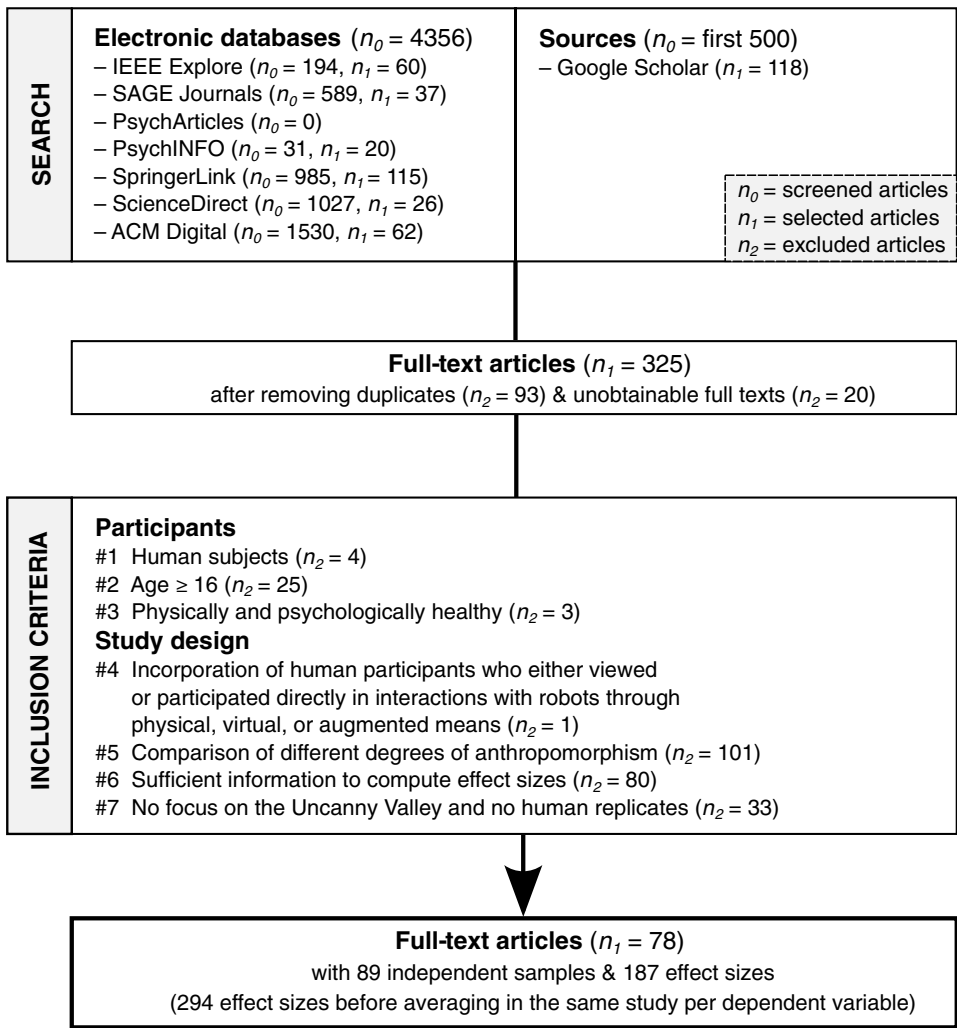 SEARCH
Electronic databases (n0 = 4356)
– IEEE Explore (n0 = 194, n1 = 60)
– SAGE Journals (n0 = 589, n1 = 37)
– PsychArticles (n0 = 0)
– PsychINFO (n0 = 31, n1 = 20)
– SpringerLink (n0 = 985, n1 = 115)
– ScienceDirect (n0 = 1027, n1 = 26)
– ACM Digital (n0 = 1530, n1 = 62)
Sources (n0 = first 500)
– Google Scholar (n1 = 118)
n0 = screened articles
n1 = selected articles
n2 = excluded articles
Full-text articles (n1 = 325)
after removing duplicates (n2 = 93) & unobtainable full texts (n2 = 20)
INCLUSION CRITERIA
Participants
#1 Human subjects (n2 = 4)
#2 Age ≥ 16 (n2 = 25)
#3 Physically and psychologically healthy (n2 = 3)
Study design
#4 Incorporation of human participants who either viewed
or participated directly in interactions with robots through
physical, virtual, or augmented means (n2 = 1)
#5 Comparison of different degrees of anthropomorphism (n2 = 101)
#6 Sufficient information to compute effect sizes (n2 = 80)
#7 No focus on the Uncanny Valley and no human replicates (n2 = 33)
Full-text articles (n1 = 78)
with 89 independent samples & 187 effect sizes
(294 effect sizes before averaging in the same study per dependent variable)